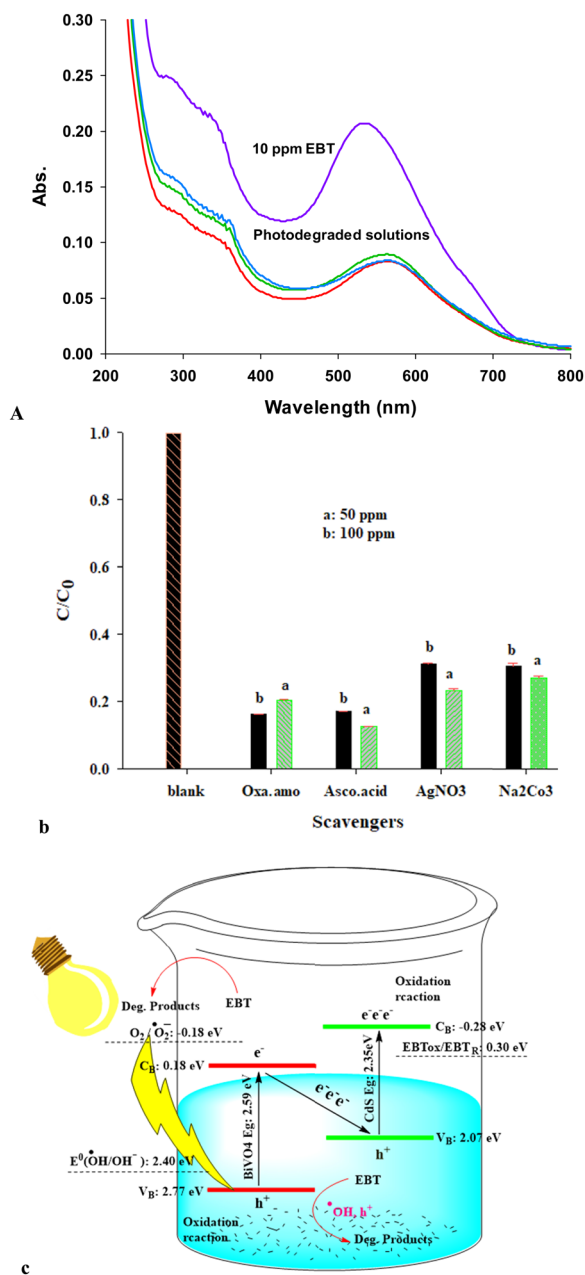 0.30
0.25
0.20
0.15
0.10
0.05
0.00
Abs.
10 ppm EBT
Photodegraded solutions
200 300 400 500 600 700 800
Wavelength (nm)
A
1.0
0.8
0.6
0.4
0.2
0.0
C/C0
a: 50 ppm
b: 100 ppm
b a
b a
b a
b a
blank Oxa.amo Asco.acid AgNO3 Na2Co3
Scavengers
b
Oxidation
rcaction
Deg. Products
EBT
O2 / •O2−: -0.18 eV
e-e-e-
CB: -0.28 eV
EBTox/EBTR: 0.30 eV
CB: 0.18 eV
e-
BiVO4 Eg: 2.59 eV
e-e-e-
CdS Eg: 2.35eV
VB: 2.07 eV
h+
E0(•OH/OH−): 2.40 eV
VB: 2.77 eV
h+
EBT
•OH, h+
Oxidation
rcaction
Deg. Products
c